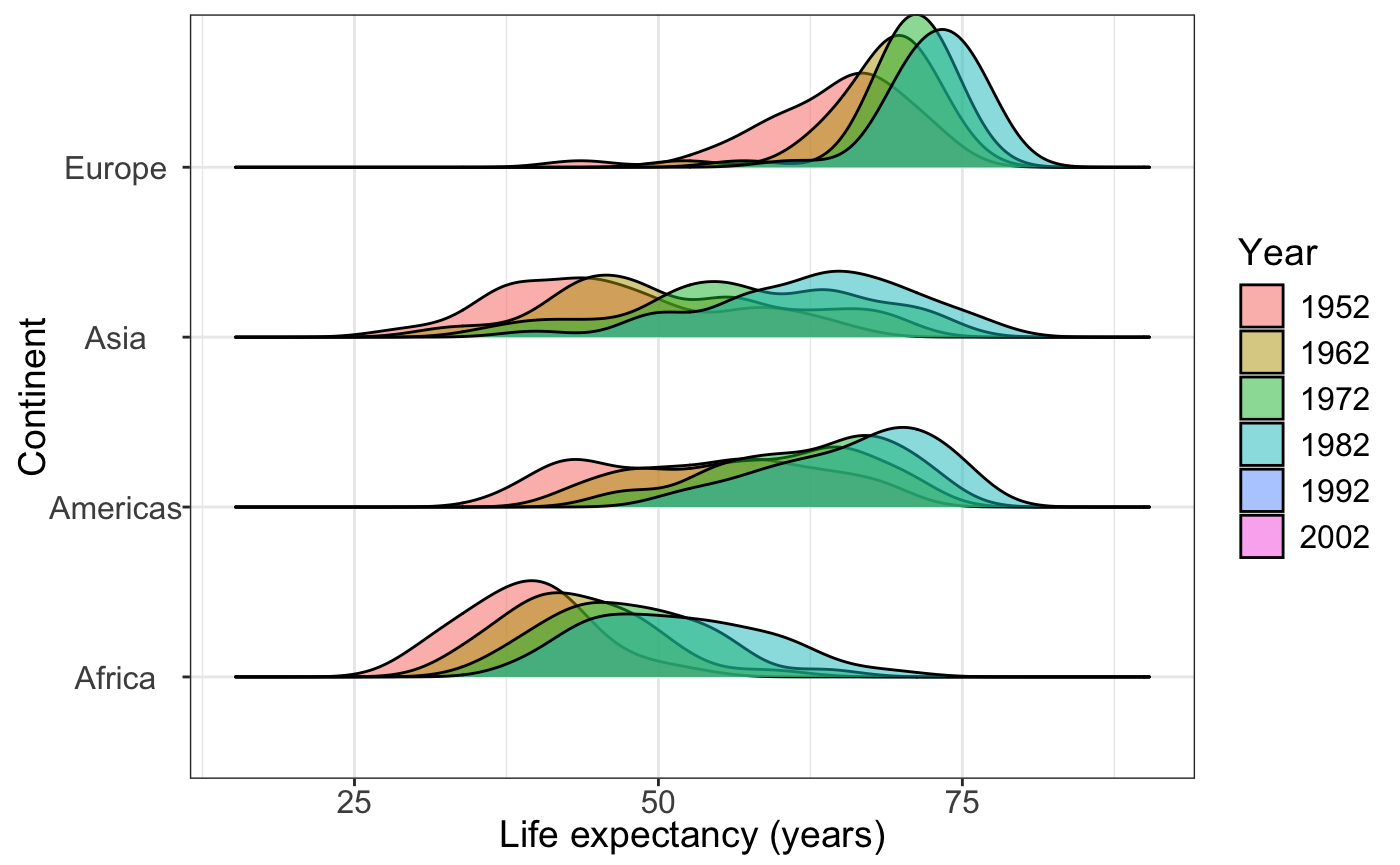 Europe
Asia
Americas
Africa
Continent
25 50 75
Life expectancy (years)
Year
1952
1962
1972
1982
1992
2002